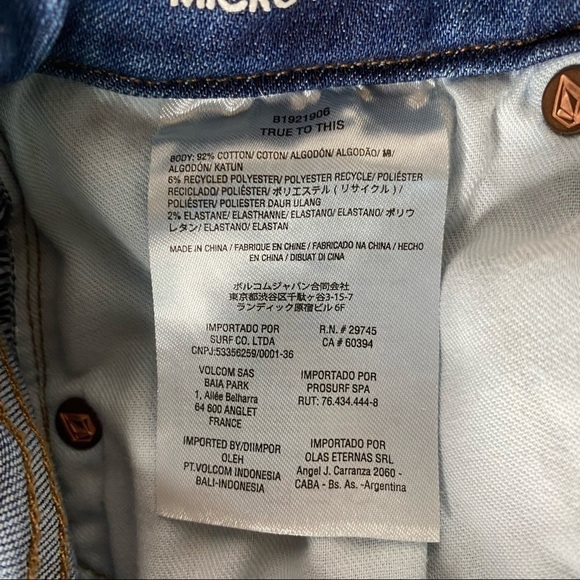 MICRO
B1921906
TRUE TO THIS
BODY: 92% COTTON/ COTON/ ALGODÓN/ ALGODÃO/ 綿/
ALGODÓN/ KATUN
6% RECYCLED POLYESTER/ POLYESTER RECYCLE/ POLIÉSTER
RECICLADO/ POLIÉSTER/ ポリエステル ( リサイクル ) /
POLIÉSTER/ POLIESTER DAUR ULANG
2% ELASTANE/ ELASTHANNE/ ELASTANO/ ELASTANO/ ポリウ
レタン/ ELASTANO/ ELASTAN
MADE IN CHINA / FABRIQUE EN CHINE / FABRICADO NA CHINA / HECHO
EN CHINA / DIBUAT DI CINA
ボルコムジャパン合同会社
東京都渋谷区千駄ヶ谷3-15-7
ランディック原宿ビル 6F
IMPORTADO POR
SURF CO. LTDA
CNPJ:53356259/0001-36
R.N. # 29745
CA # 60394
VOLCOM SAS
BAIA PARK
1, Allée Belharra
64 600 ANGLET
FRANCE
IMPORTADO POR
PROSURF SPA
RUT: 76.434.444-8
IMPORTED BY/DIIMPOR
OLEH
PT.VOLCOM INDONESIA
BALI-INDONESIA
IMPORTADO POR
OLAS ETERNAS SRL
Angel J. Carranza 2060 -
CABA - Bs. As. -Argentina